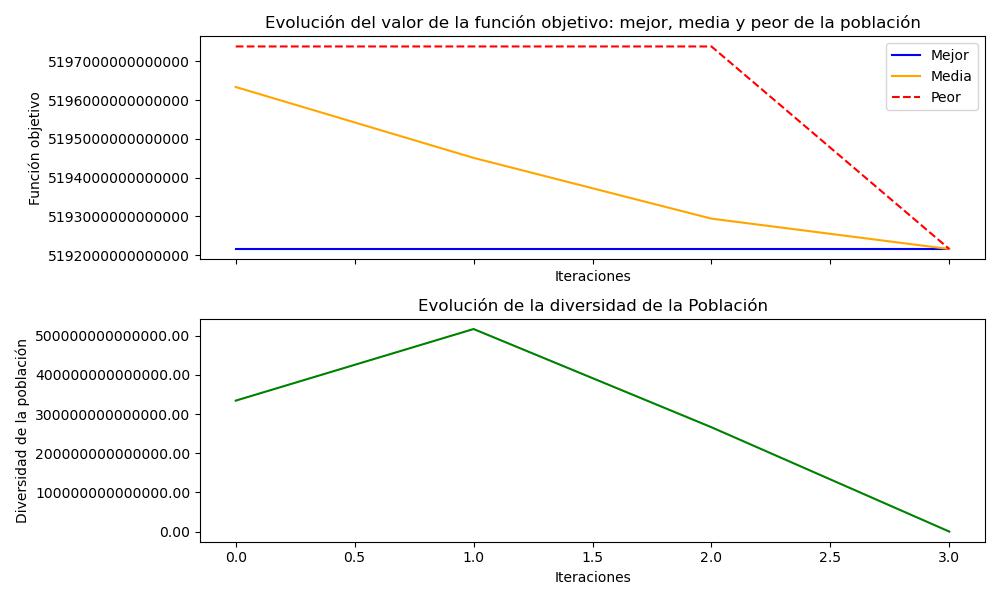 Evolución del valor de la función objetivo: mejor, media y peor de la población
Función objetivo
5197000000000000
5196000000000000
5195000000000000
5194000000000000
5193000000000000
5192000000000000
Mejor
Media
Peor
Iteraciones
Evolución de la diversidad de la Población
Diversidad de la población
500000000000000.00
400000000000000.00
300000000000000.00
200000000000000.00
100000000000000.00
0.00
0.0 0.5 1.0 1.5 2.0 2.5 3.0
Iteraciones